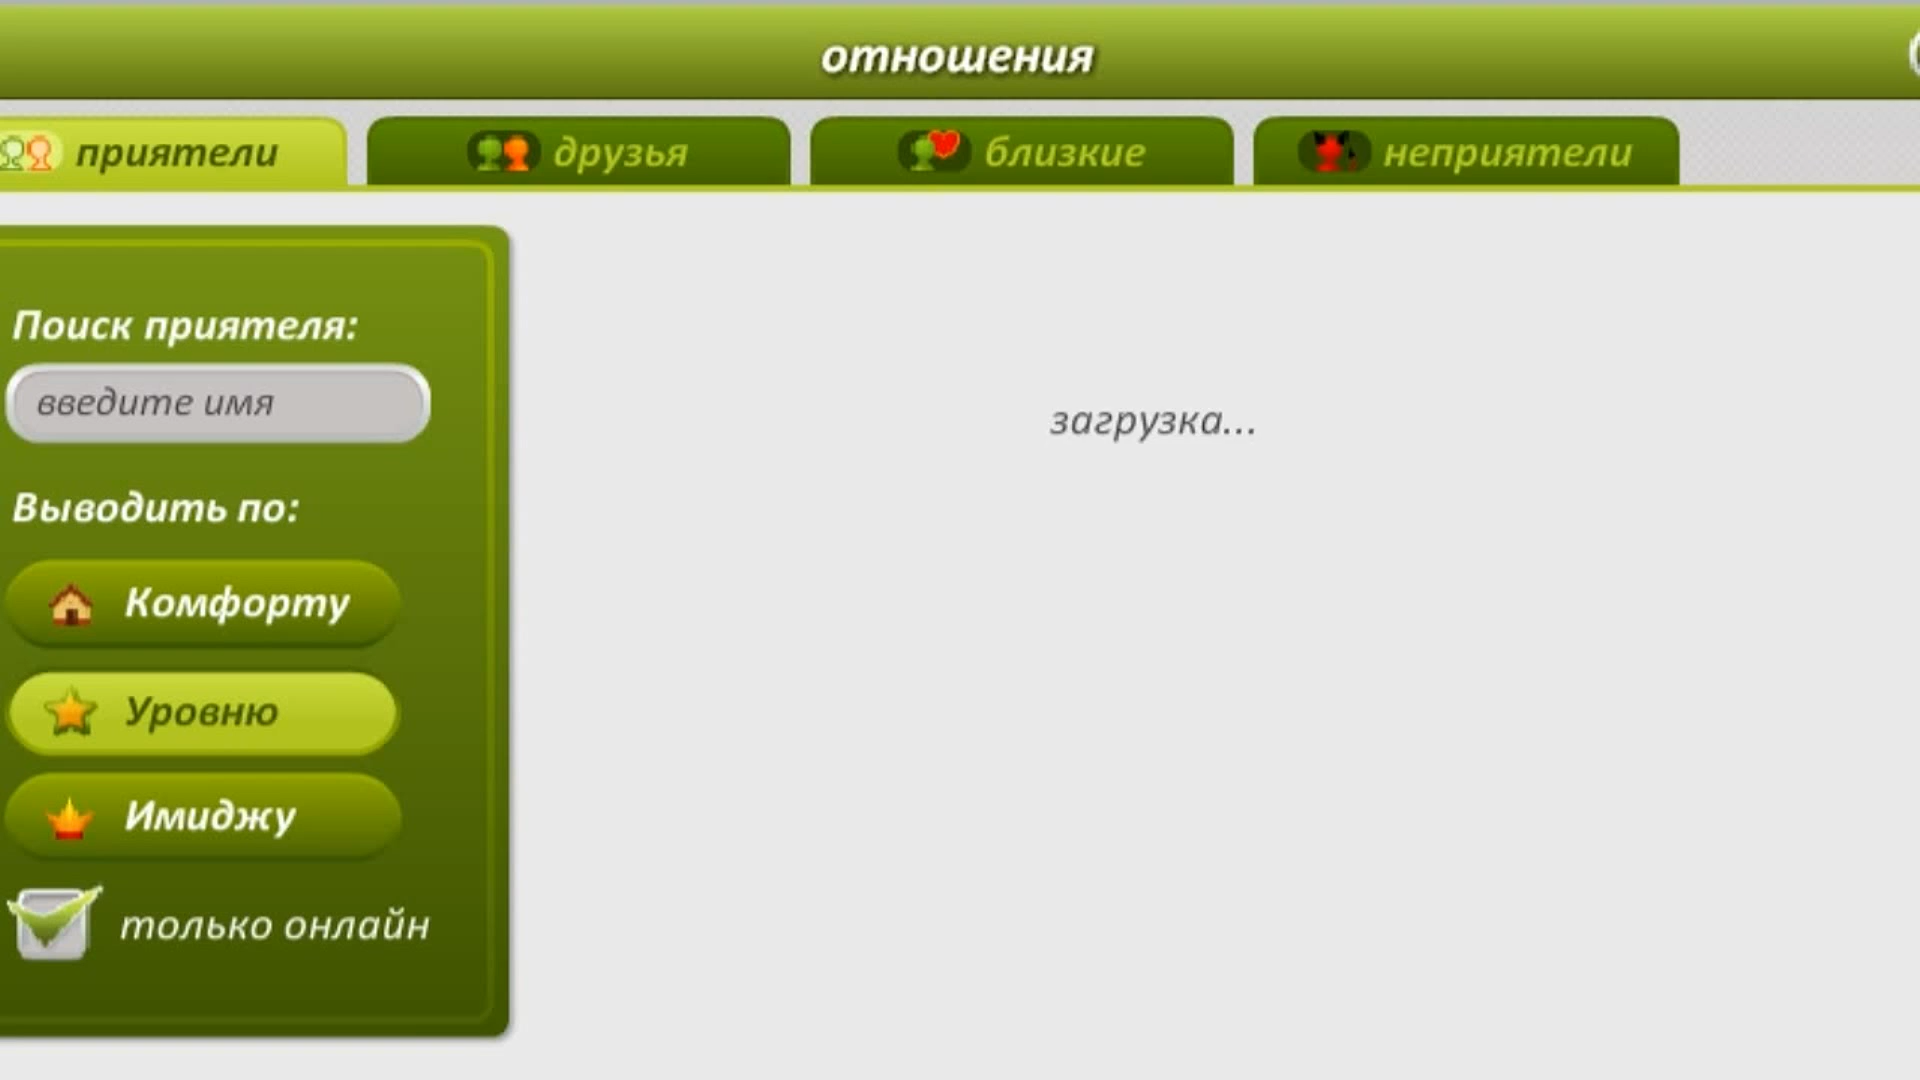 отношения
приятели
друзья
близкие
неприятели
Поиск приятеля:
введите имя
загрузка...
Выводить по:
Комфорту
Уровню
Имиджу
только онлайн